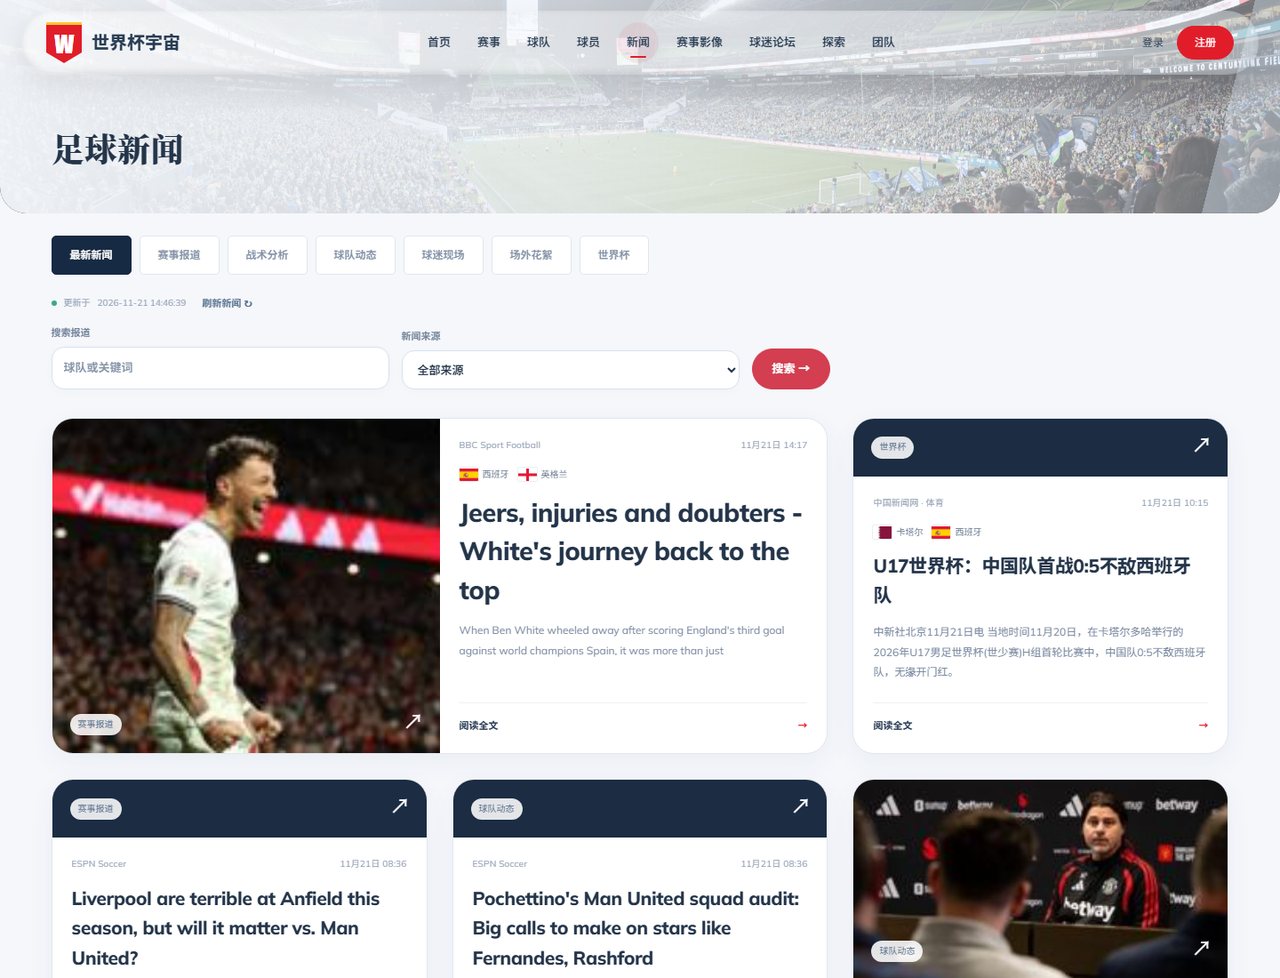 W 世界杯宇宙
首页 赛事 球队 球员 新闻 赛事影像 球迷论坛 探索 团队
登录 注册
WELCOME TO CENTURYLINK FIEL
足球新闻
最新新闻 赛事报道 战术分析 球队动态 球迷现场 场外花絮 世界杯
更新于 2026-11-21 14:46:39 刷新新闻 ↻
搜索报道
球队或关键词
新闻来源
全部来源
搜索 →
BBC Sport Football 11月21日 14:17
西班牙 英格兰
Jeers, injuries and doubters -
White's journey back to the
top
When Ben White wheeled away after scoring England's third goal
against world champions Spain, it was more than just
赛事报道
阅读全文 →
世界杯
中国新闻网 · 体育 11月21日 10:15
卡塔尔 西班牙
U17世界杯：中国队首战0:5不敌西班牙
队
中新社北京11月21日电 当地时间11月20日，在卡塔尔多哈举行的
2026年U17男足世界杯(世少赛)H组首轮比赛中，中国队0:5不敌西班牙
队，无缘开门红。
阅读全文 →
赛事报道
ESPN Soccer 11月21日 08:36
Liverpool are terrible at Anfield this
season, but will it matter vs. Man
United?
球队动态
ESPN Soccer 11月21日 08:36
Pochettino's Man United squad audit:
Big calls to make on stars like
Fernandes, Rashford
betway
betway
betway
球队动态